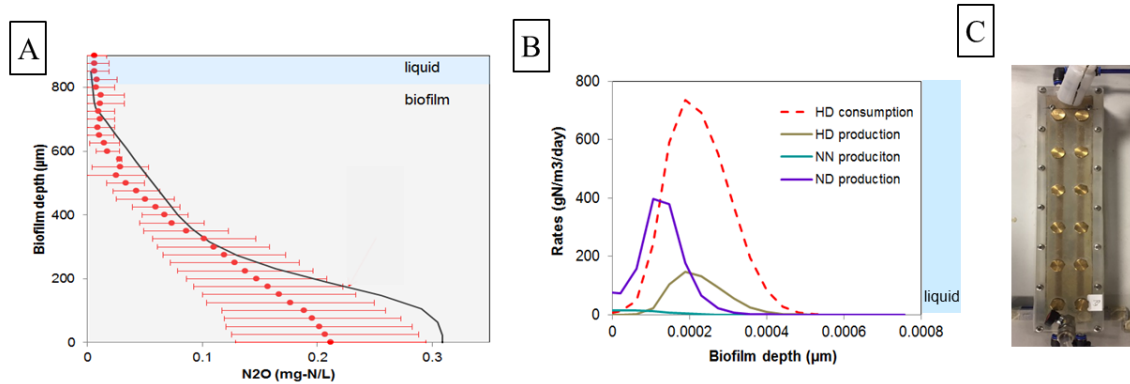 A
liquid
biofilm
800
600
400
200
0
Biofilm depth (µm)
0
0.1
0.2
0.3
N2O (mg-N/L)
B
800
600
400
200
0
Rates (gN/m3/day)
HD consumption
HD production
NN produciton
ND production
liquid
0
0.0002
0.0004
0.0006
0.0008
Biofilm depth (µm)
C